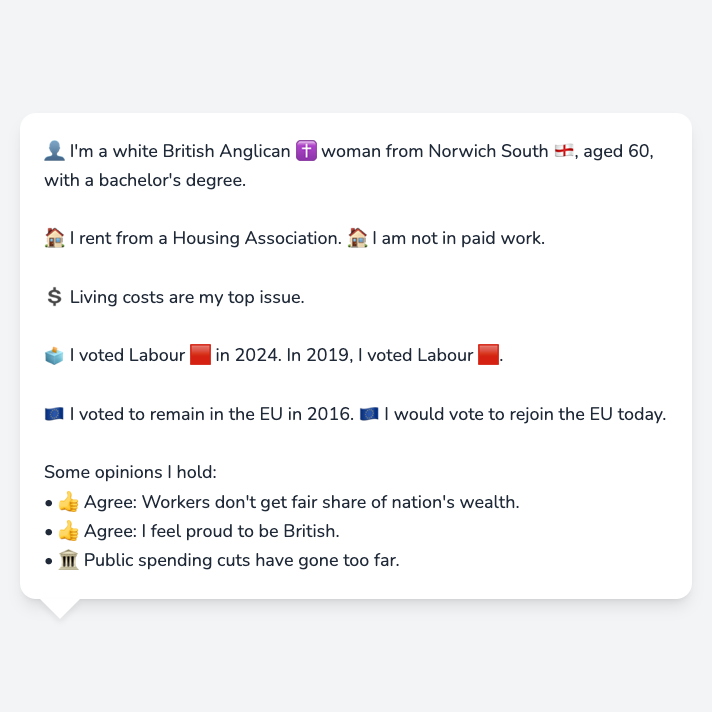 👤 I'm a white British Anglican ✝️ woman from Norwich South 🏴󠁧󠁢󠁥󠁮󠁧󠁿, aged 60,
with a bachelor's degree.
🏠 I rent from a Housing Association. 🏠 I am not in paid work.
💲 Living costs are my top issue.
🗳️ I voted Labour 🟥 in 2024. In 2019, I voted Labour 🟥.
🇪🇺 I voted to remain in the EU in 2016. 🇪🇺 I would vote to rejoin the EU today.
Some opinions I hold:
• 👍 Agree: Workers don't get fair share of nation's wealth.
• 👍 Agree: I feel proud to be British.
• 🏛️ Public spending cuts have gone too far.